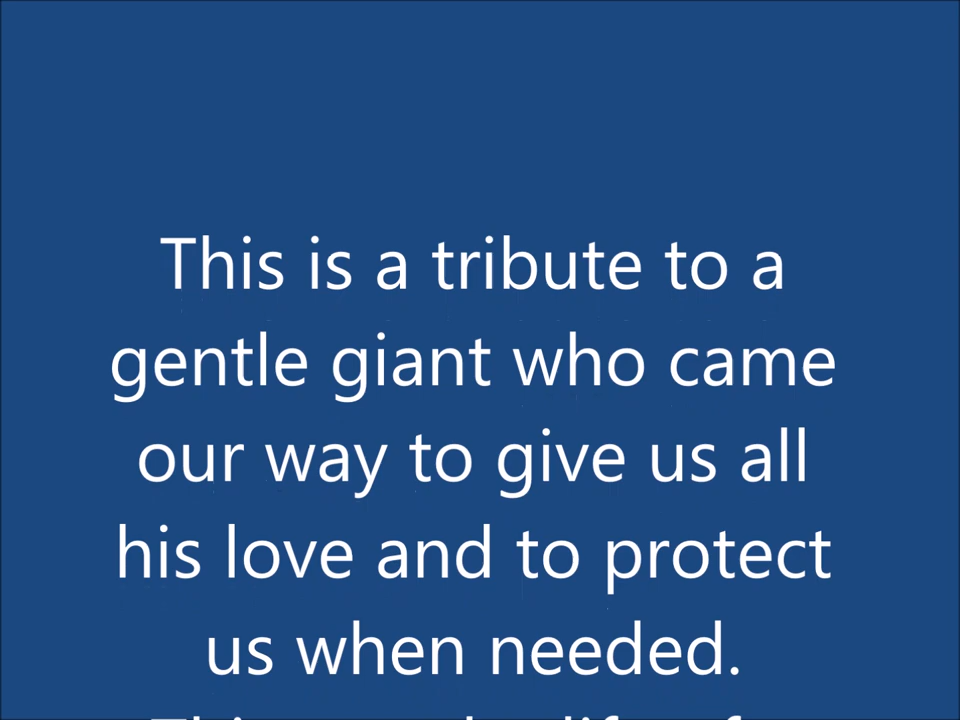 This is a tribute to a
gentle giant who came
our way to give us all
his love and to protect
us when needed.